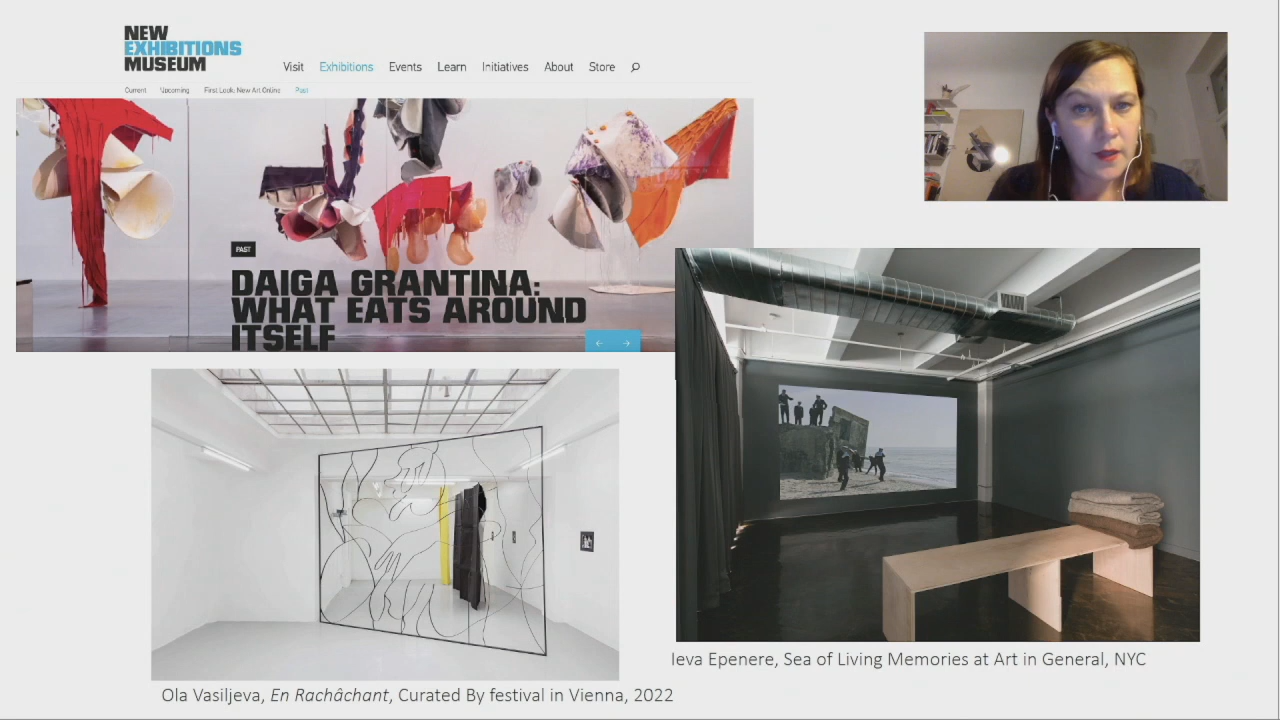 NEW
EXHIBITIONS
MUSEUM
Visit Exhibitions Events Learn Initiatives About Store
Current Upcoming First Look: New Art Online Past
PAST
DAIGA GRANTINA:
WHAT EATS AROUND
ITSELF
Ieva Epenere, Sea of Living Memories at Art in General, NYC
Ola Vasiljeva, En Rachâchant, Curated By festival in Vienna, 2022